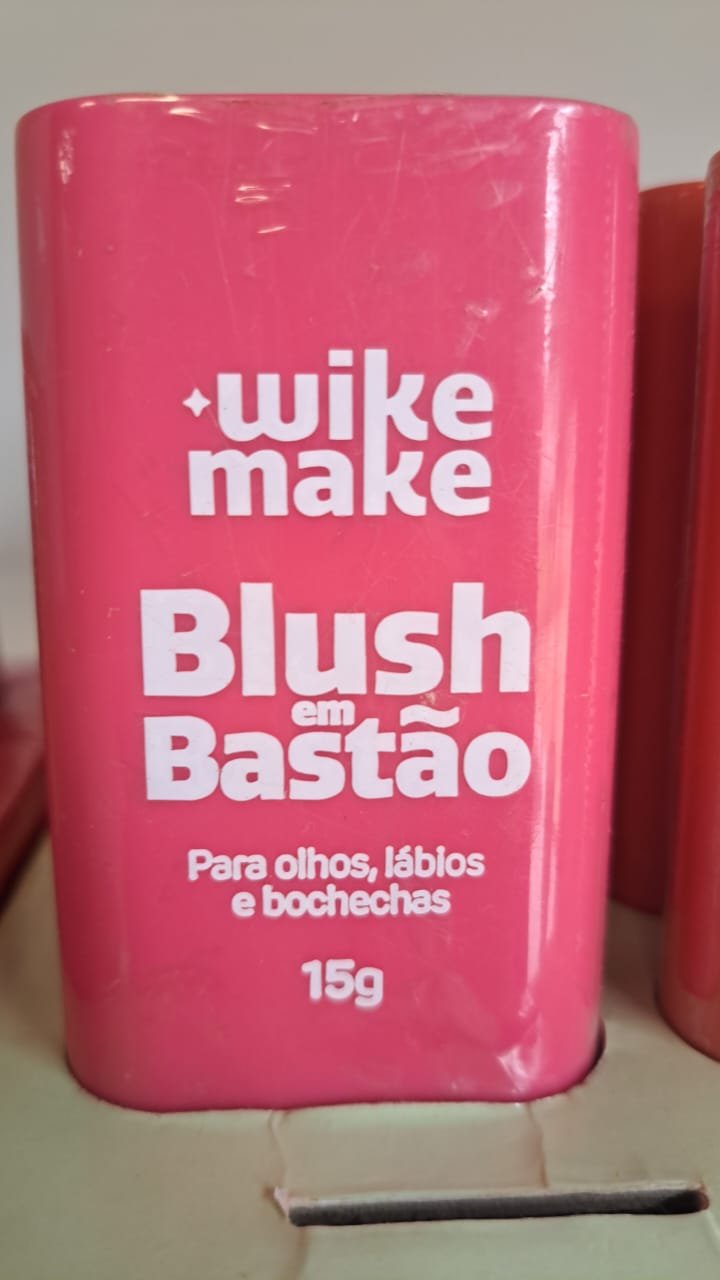 wike
make
Blush
em
Bastão
Para olhos, lábios
e bochechas
15g